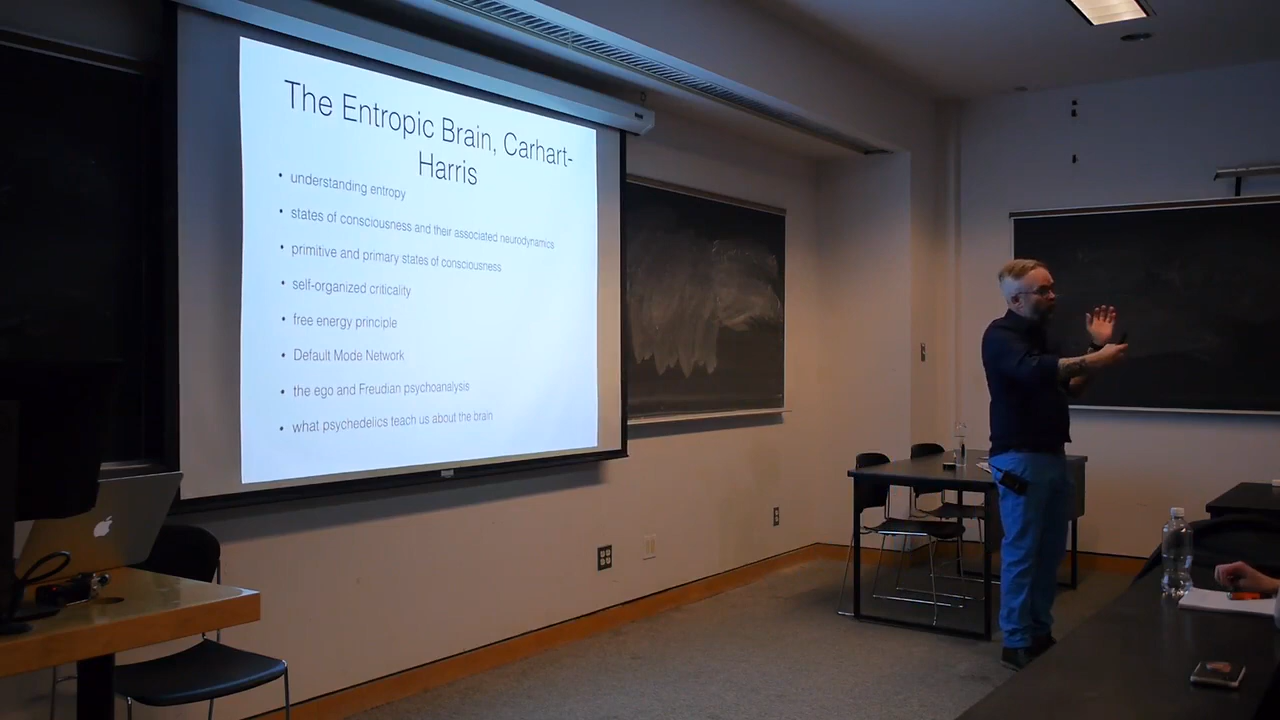 The Entropic Brain, Carhart-
Harris
• understanding entropy
• states of consciousness and their associated neurodynamics
• primitive and primary states of consciousness
• self-organized criticality
• free energy principle
• Default Mode Network
• the ego and Freudian psychoanalysis
• what psychedelics teach us about the brain